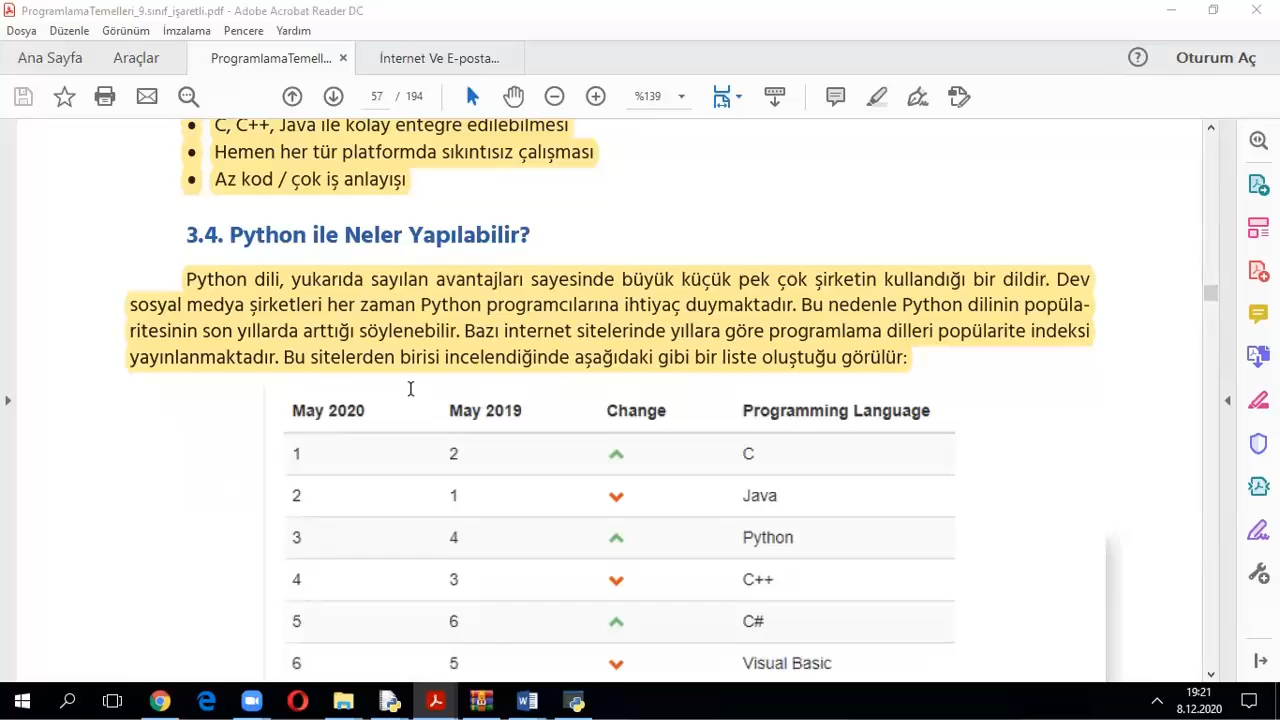 ProgramlamaTemelleri_9.sınıf_işaretli.pdf - Adobe Acrobat Reader DC
Dosya Düzenle Görünüm İmzalama Pencere Yardım
Ana Sayfa Araçlar ProgramlamaTemell... × İnternet Ve E-posta... ? Oturum Aç
57 / 194 %139
• C, C++, Java ile kolay entegre edilebilmesi
• Hemen her tür platformda sıkıntısız çalışması
• Az kod / çok iş anlayışı
3.4. Python ile Neler Yapılabilir?
Python dili, yukarıda sayılan avantajları sayesinde büyük küçük pek çok şirketin kullandığı bir dildir. Dev
sosyal medya şirketleri her zaman Python programcılarına ihtiyaç duymaktadır. Bu nedenle Python dilinin popüla-
ritesinin son yıllarda arttığı söylenebilir. Bazı internet sitelerinde yıllara göre programlama dilleri popülarite indeksi
yayınlanmaktadır. Bu sitelerden birisi incelendiğinde aşağıdaki gibi bir liste oluştuğu görülür:
May 2020 May 2019 Change Programming Language
1 2 C
2 1 Java
3 4 Python
4 3 C++
5 6 C#
6 5 Visual Basic
19:21
8.12.2020